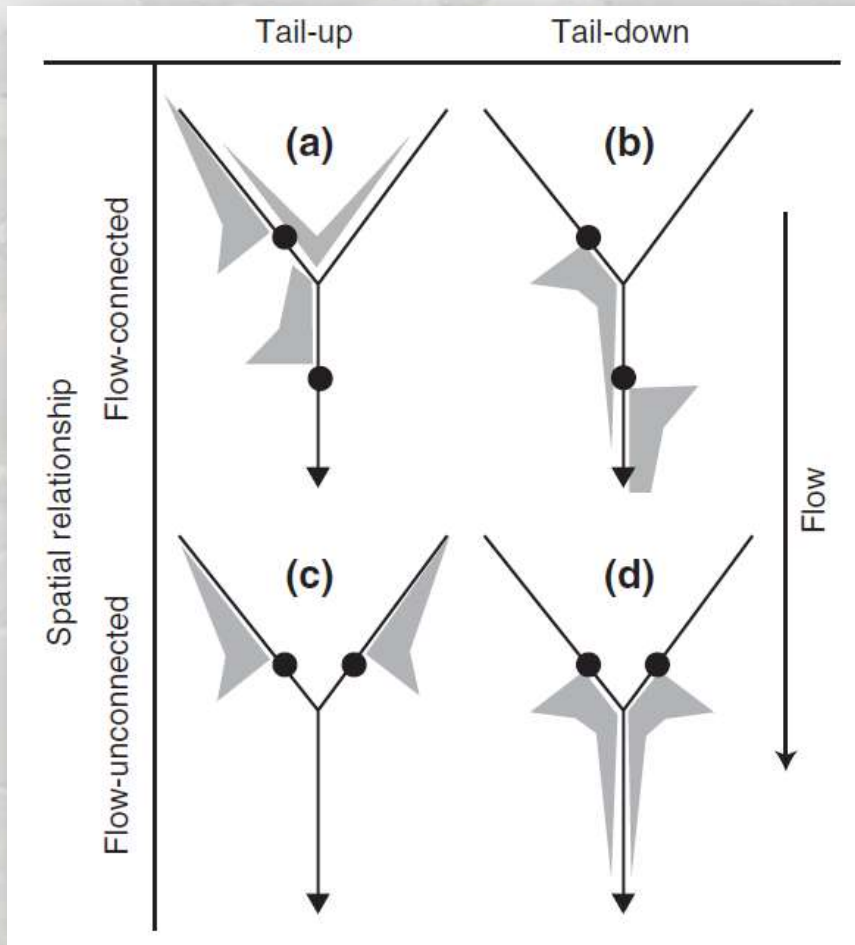 Tail-up Tail-down
Spatial relationship
Flow-connected
(a) (b)
Flow
Flow-unconnected
(c) (d)